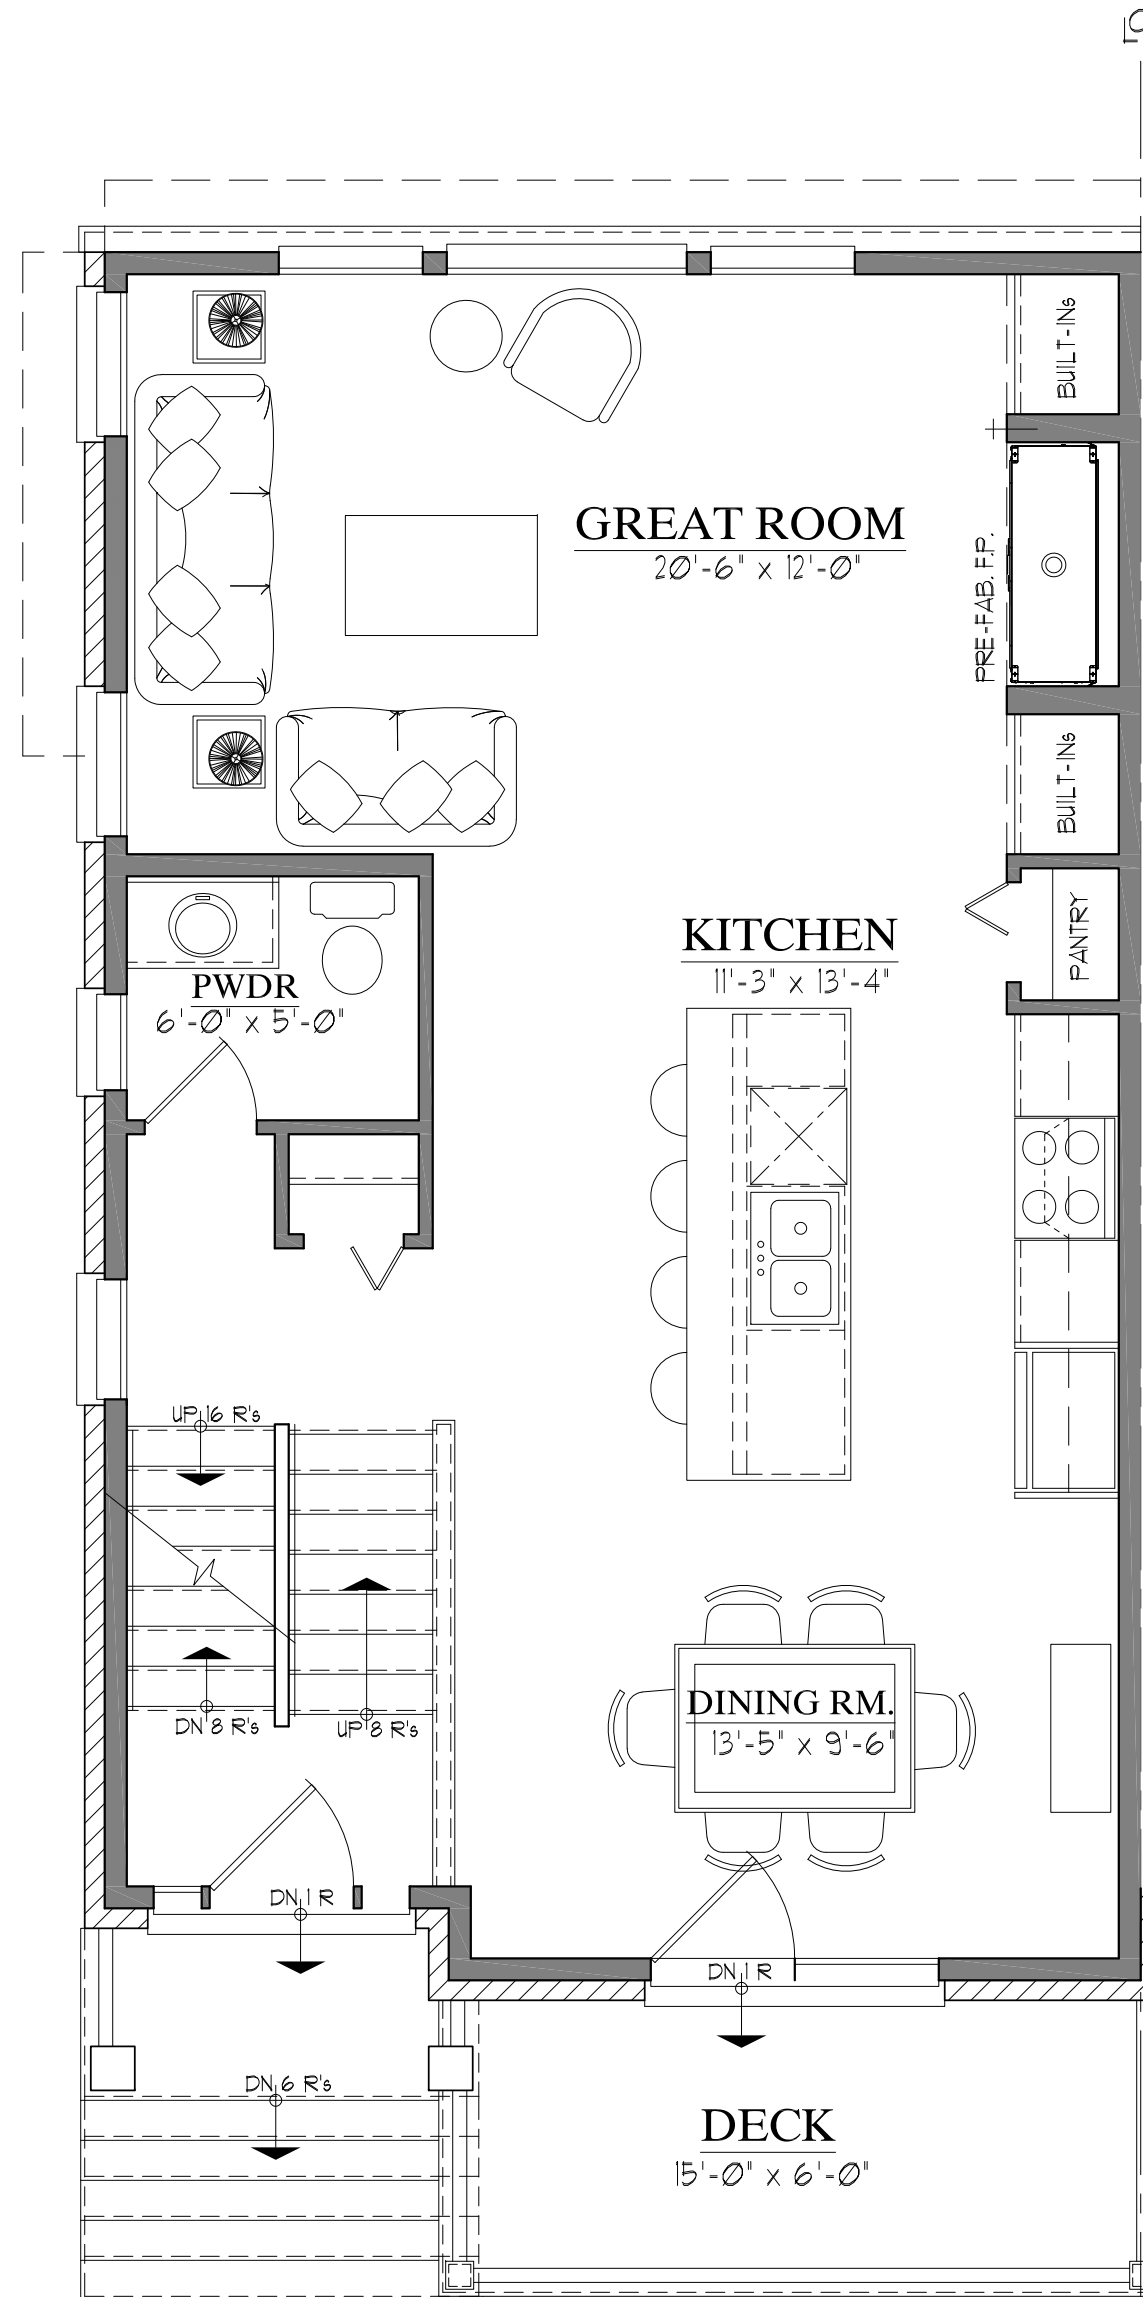 BUILT-INs
GREAT ROOM
20'-6" x 12'-0"
PRE-FAB. F.P.
BUILT-INs
PANTRY
KITCHEN
11'-3" x 13'-4"
PWDR
6'-0" x 5'-0"
UP 16 R's
DN 8 R's
UP 8 R's
DINING RM.
13'-5" x 9'-6"
DN 1 R
DN 1 R
DN 6 R's
DECK
15'-0" x 6'-0"